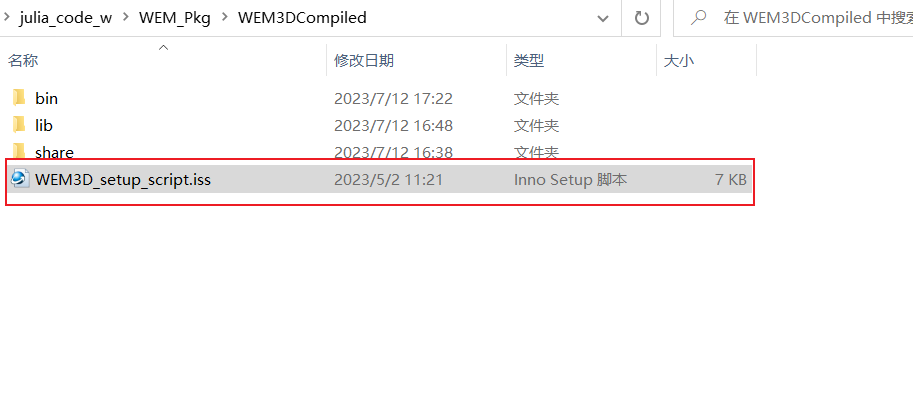 julia_code_w > WEM_Pkg > WEM3DCompiled
在 WEM3DCompiled 中搜索
名称 修改日期 类型 大小
bin 2023/7/12 17:22 文件夹
lib 2023/7/12 16:48 文件夹
share 2023/7/12 16:38 文件夹
WEM3D_setup_script.iss 2023/5/2 11:21 Inno Setup 脚本 7 KB